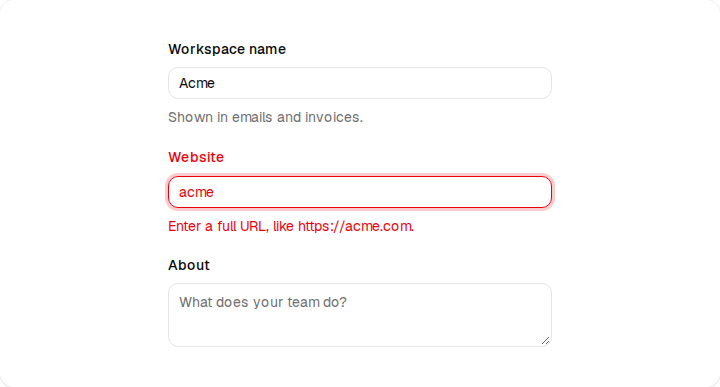 Workspace name
Acme
Shown in emails and invoices.
Website
acme
Enter a full URL, like https://acme.com.
About
What does your team do?